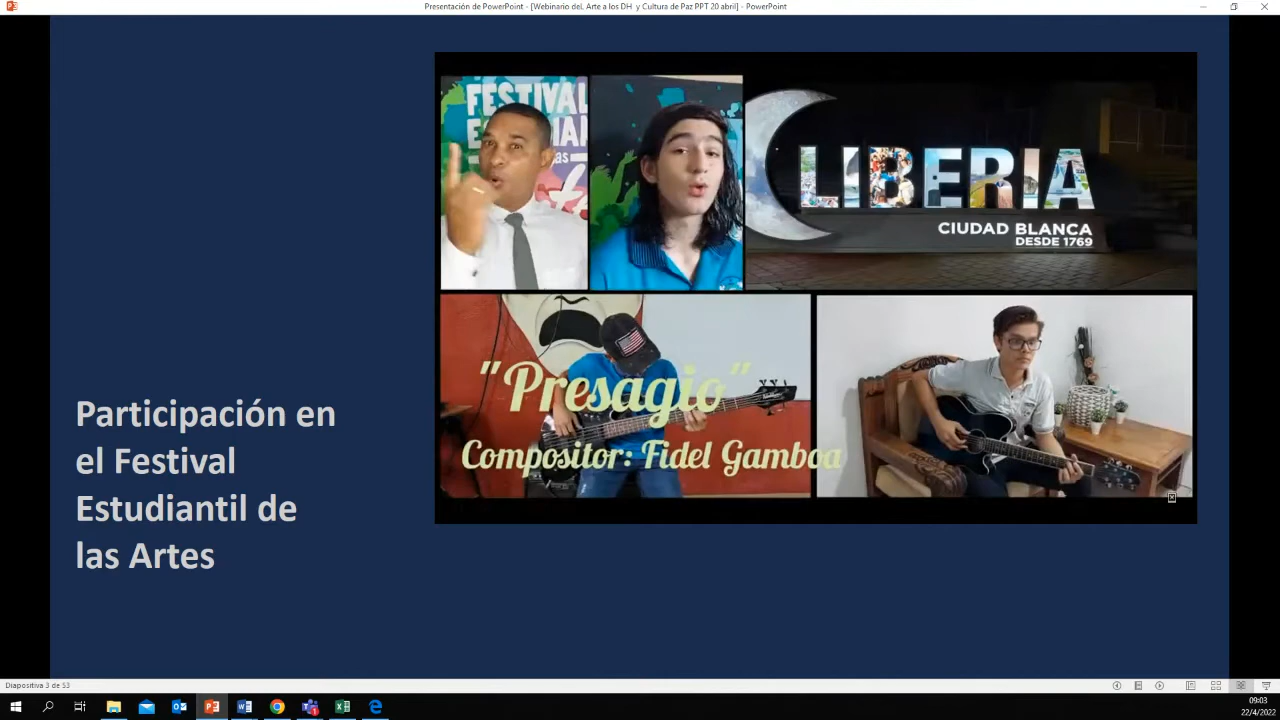 Presentación de PowerPoint - [Webinario del. Arte a los DH  y Cultura de Paz PPT 20 abril] - PowerPoint
FESTIVAL
LIBERIA
CIUDAD BLANCA
DESDE 1769
"Presagio"
Compositor: Fidel Gamboa
Participación en
el Festival
Estudiantil de
las Artes
Diapositiva 3 de 53
09:03
22/4/2022